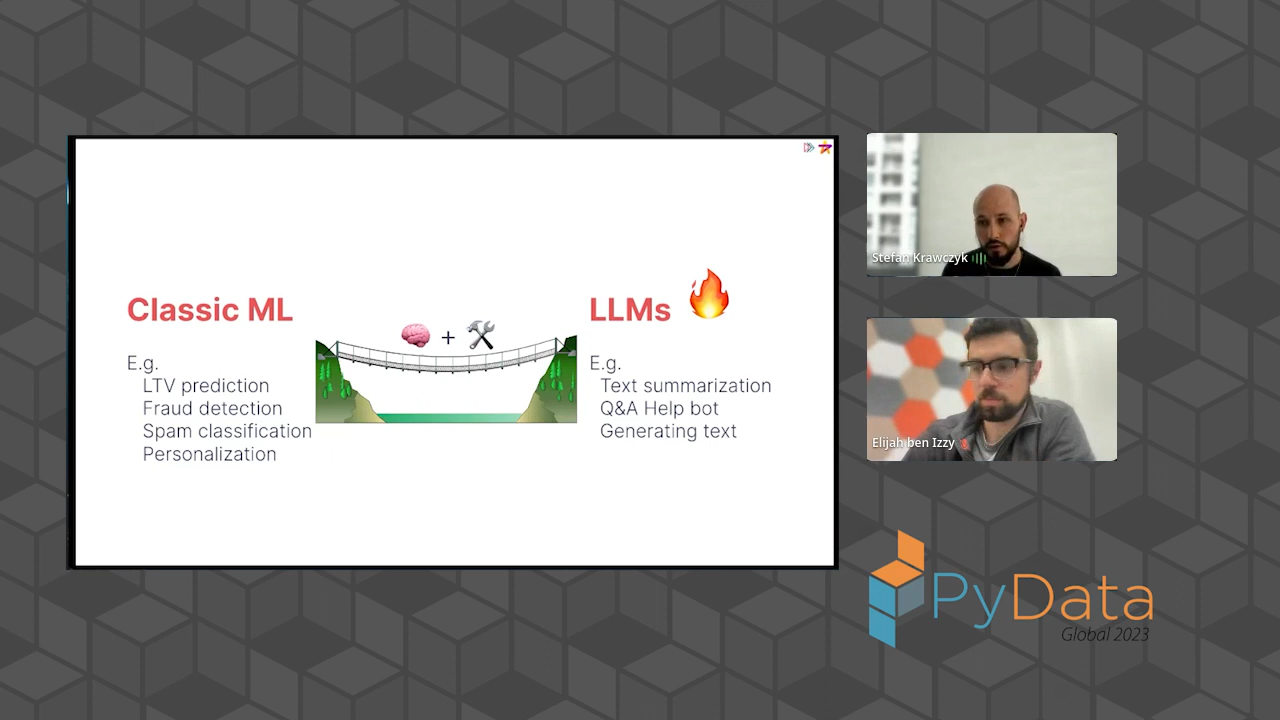 Classic ML
E.g.
LTV prediction
Fraud detection
Spam classification
Personalization
+
LLMs
E.g.
Text summarization
Q&A Help bot
Generating text
Stefan Krawczyk
Elijah ben Izzy
PyData
Global 2023